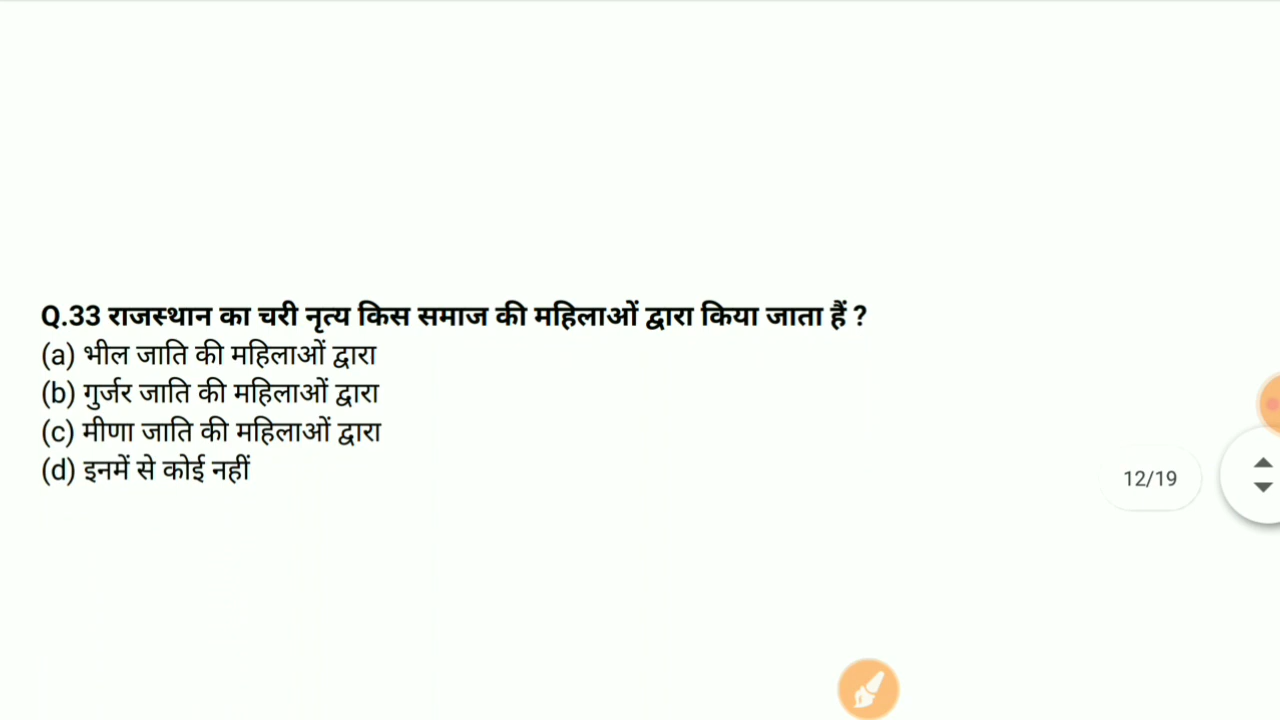 Q.33 राजस्थान का चरी नृत्य किस समाज की महिलाओं द्वारा किया जाता हैं ?
(a) भील जाति की महिलाओं द्वारा
(b) गुर्जर जाति की महिलाओं द्वारा
(c) मीणा जाति की महिलाओं द्वारा
(d) इनमें से कोई नहीं
12/19